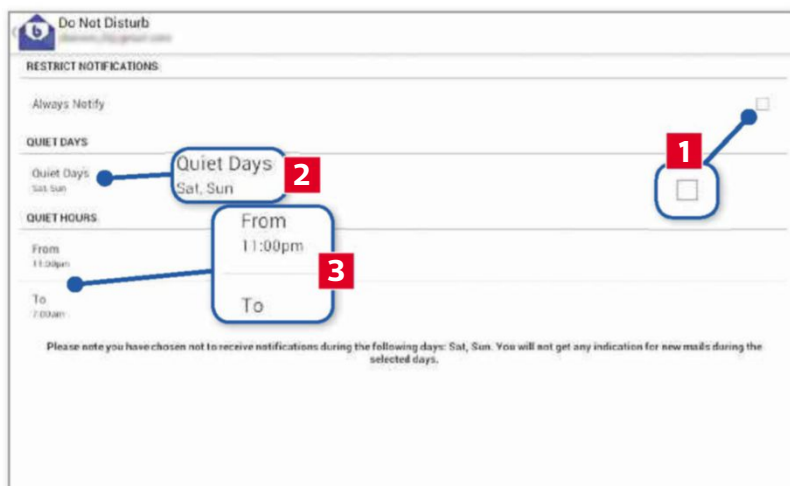 Do Not Disturb
RESTRICT NOTIFICATIONS
Always Notify
1
QUIET DAYS
Quiet Days
Sat, Sun
Quiet Days
Sat, Sun
2
QUIET HOURS
From
11:00pm
From
11:00pm
3
To
7:00am
To
Please note you have chosen not to receive notifications during the following days: Sat, Sun. You will not get any indication for new mails during the
selected days.